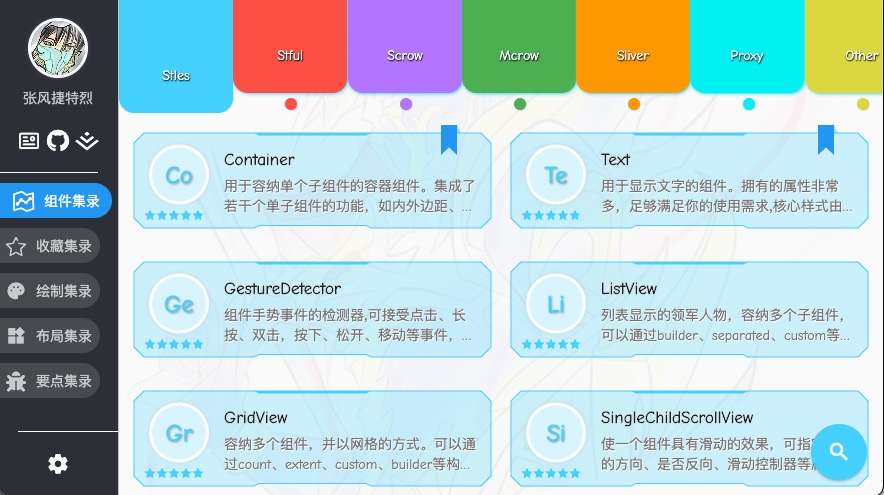 张风捷特烈
组件集录
收藏集录
绘制集录
布局集录
要点集录
Stles
Stful
Scrow
Mcrow
Sliver
Proxy
Other
Co
Container
用于容纳单个子组件的容器组件。集成了
若干个单子组件的功能，如内外边距、...
Te
Text
用于显示文字的组件。拥有的属性非常
多，足够满足你的使用需求,核心样式由...
Ge
GestureDetector
组件手势事件的检测器,可接受点击、长
按、双击，按下、松开、移动等事件，...
Li
ListView
列表显示的领军人物，容纳多个子组件，
可以通过builder、separated、custom等...
Gr
GridView
容纳多个组件，并以网格的方式。可以通
过count、extent、custom、builder等构...
Si
SingleChildScrollView
使一个组件具有滑动的效果，可指
的方向、是否反向、滑动控制器等